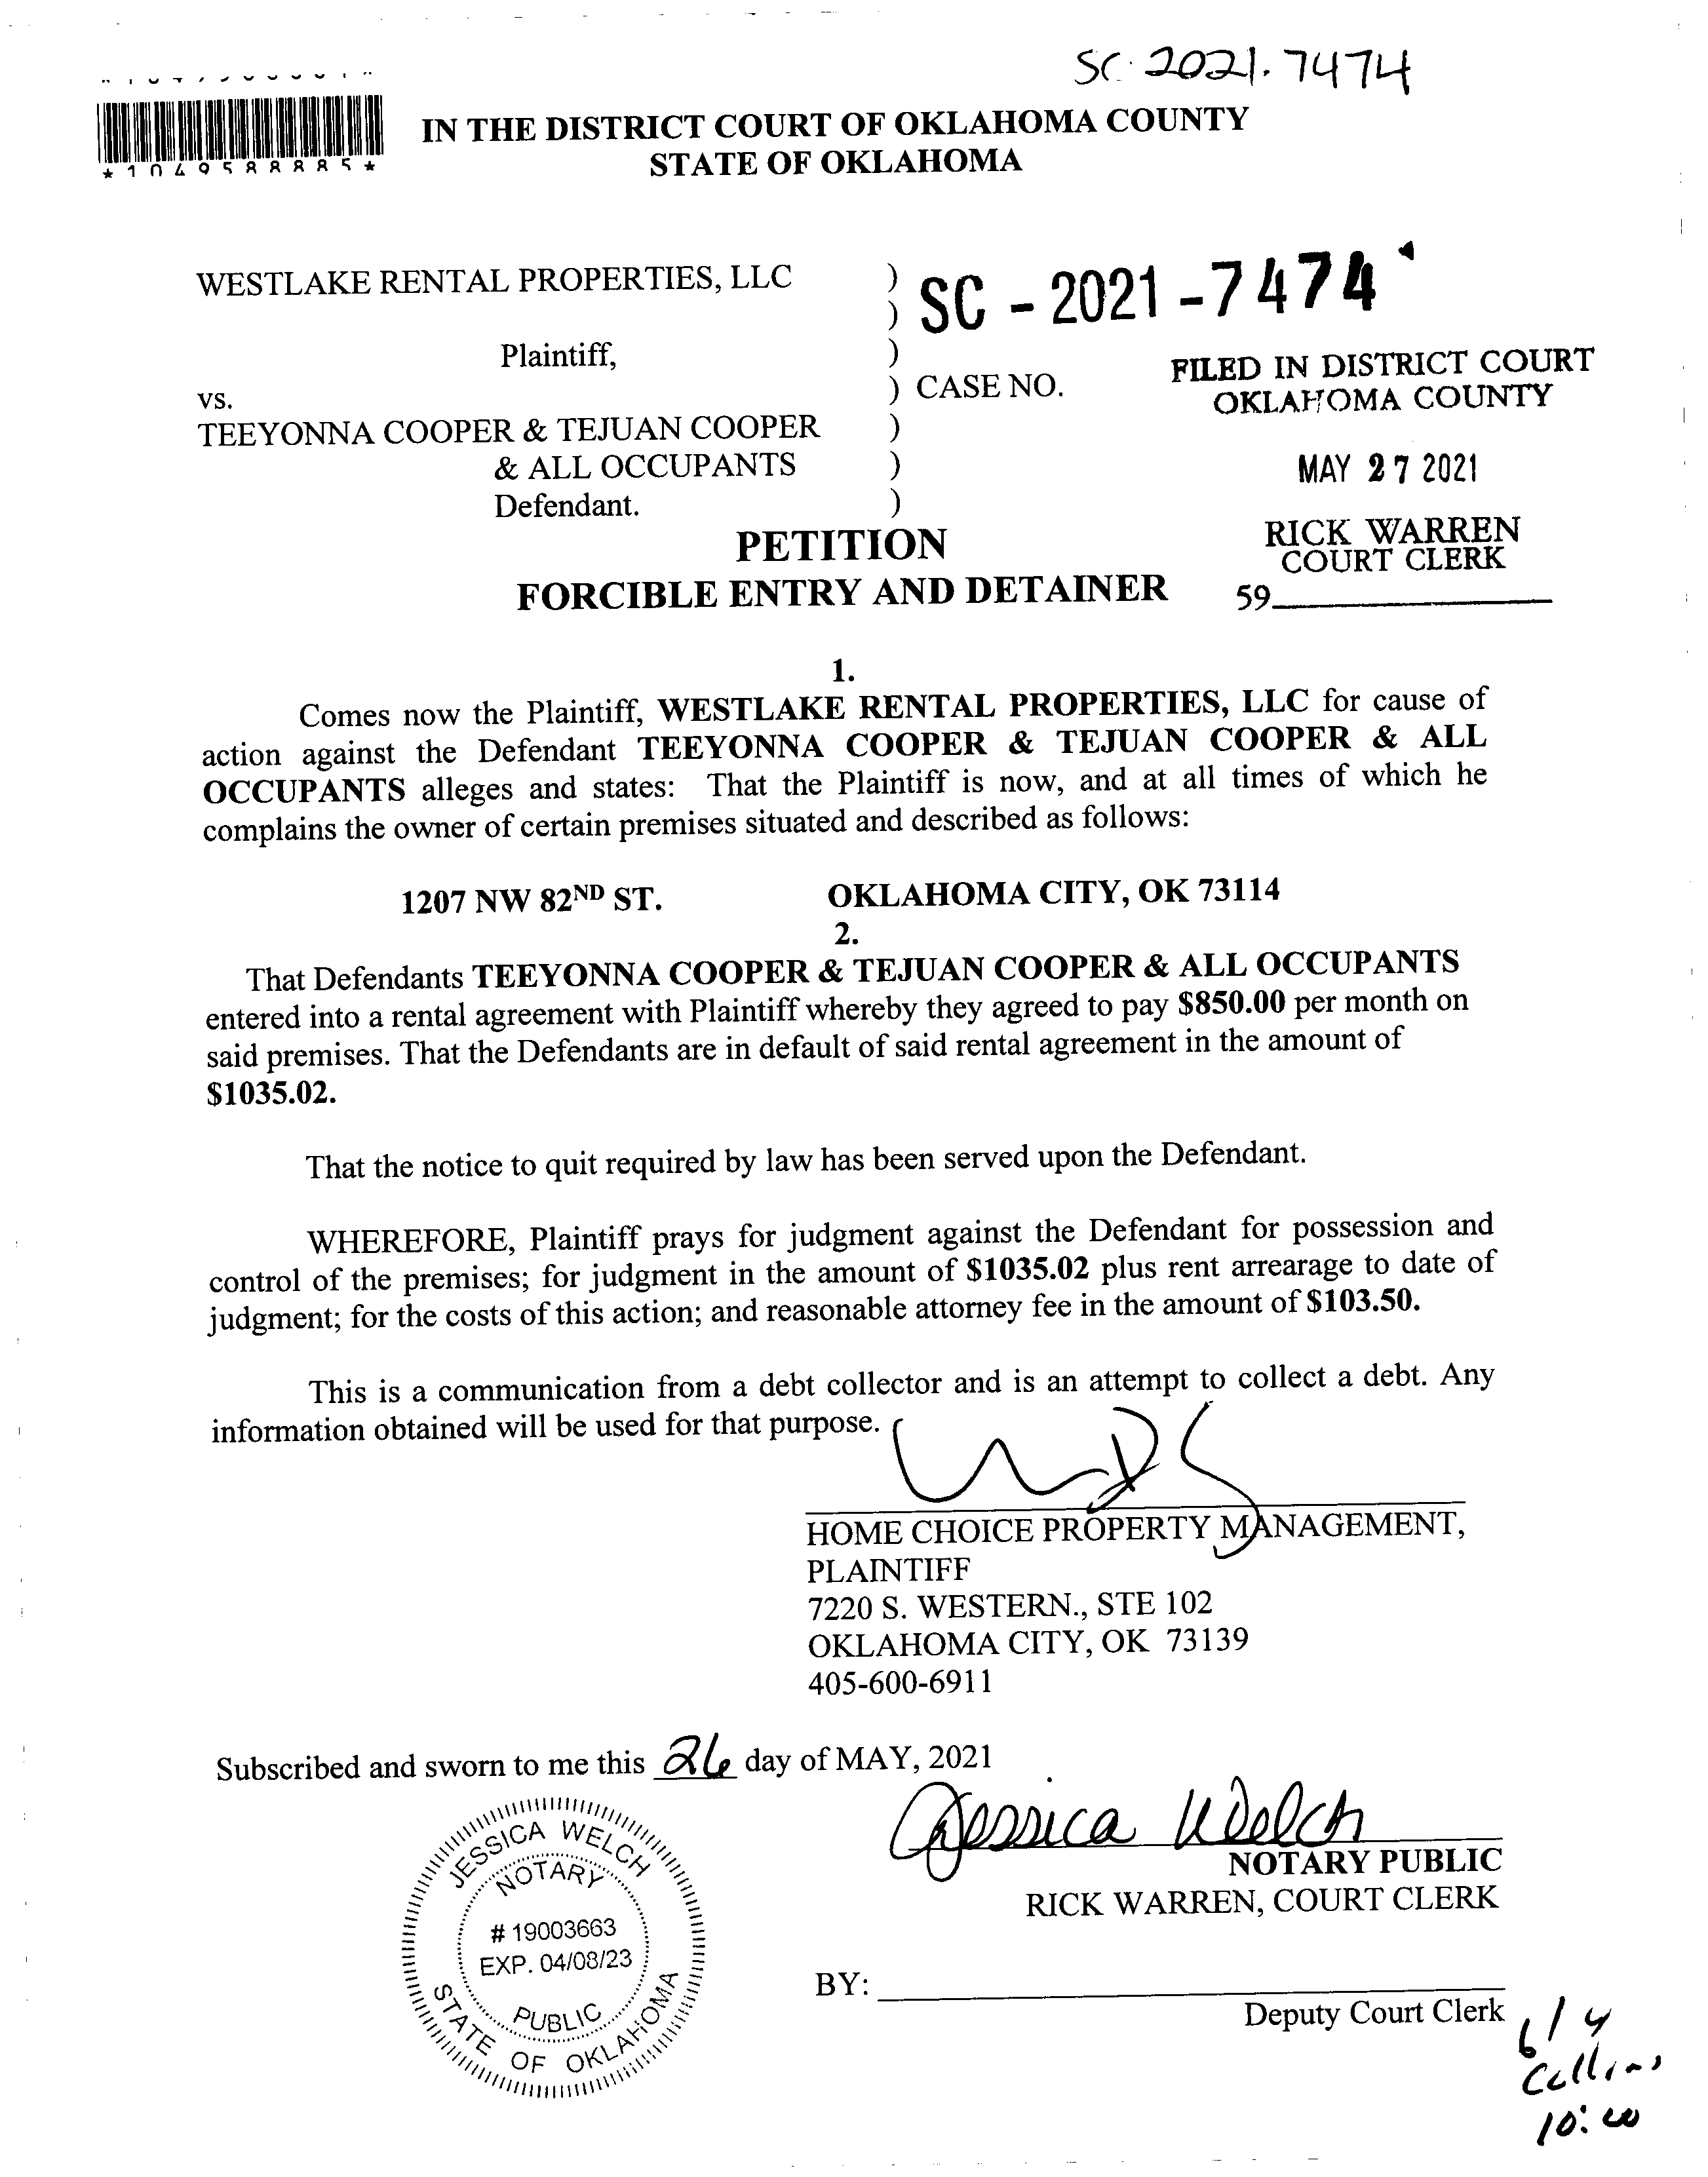 SC. 2021. 7474
*1049588885*
IN THE DISTRICT COURT OF OKLAHOMA COUNTY
STATE OF OKLAHOMA
WESTLAKE RENTAL PROPERTIES, LLC )
) SC - 2021 - 7474
Plaintiff, )
vs. ) CASE NO.
TEEYONNA COOPER & TEJUAN COOPER )
& ALL OCCUPANTS )
Defendant. )
FILED IN DISTRICT COURT
OKLAHOMA COUNTY
MAY 27 2021
RICK WARREN
COURT CLERK
59
PETITION
FORCIBLE ENTRY AND DETAINER
1.
Comes now the Plaintiff, WESTLAKE RENTAL PROPERTIES, LLC for cause of
action against the Defendant TEEYONNA COOPER & TEJUAN COOPER & ALL
OCCUPANTS alleges and states: That the Plaintiff is now, and at all times of which he
complains the owner of certain premises situated and described as follows:
1207 NW 82ND ST. OKLAHOMA CITY, OK 73114
2.
That Defendants TEEYONNA COOPER & TEJUAN COOPER & ALL OCCUPANTS
entered into a rental agreement with Plaintiff whereby they agreed to pay $850.00 per month on
said premises. That the Defendants are in default of said rental agreement in the amount of
$1035.02.
That the notice to quit required by law has been served upon the Defendant.
WHEREFORE, Plaintiff prays for judgment against the Defendant for possession and
control of the premises; for judgment in the amount of $1035.02 plus rent arrearage to date of
judgment; for the costs of this action; and reasonable attorney fee in the amount of $103.50.
This is a communication from a debt collector and is an attempt to collect a debt. Any
information obtained will be used for that purpose.
HOME CHOICE PROPERTY MANAGEMENT,
PLAINTIFF
7220 S. WESTERN., STE 102
OKLAHOMA CITY, OK 73139
405-600-6911
Subscribed and sworn to me this 26 day of MAY, 2021
Jessica Welch
NOTARY PUBLIC
RICK WARREN, COURT CLERK
JESSICA WELCH
NOTARY
# 19003663
EXP. 04/08/23
PUBLIC
STATE OF OKLAHOMA
BY:
Deputy Court Clerk
6/14
Collins
10:00